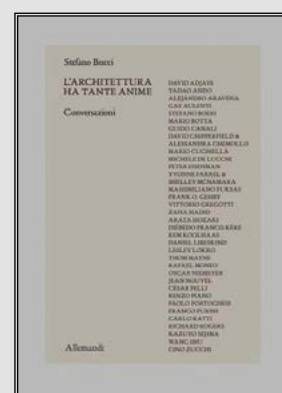 Stefano Bucci
L'ARCHITETTURA
HA TANTE ANIME
Conversazioni
DAVID ADJAYE
TADAO ANDO
ALEJANDRO ARAVENA
GAE AULENTI
STEFANO BOERI
MARIO BOTTA
GUIDO CANALI
DAVID CHIPPERFIELD &
ALESSANDRA CHEMOLLO
MARIO CUCINELLA
MICHELE DE LUCCHI
PETER EISENMAN
YVONNE FARREL &
SHELLEY MCNAMARA
MASSIMILIANO FUKSAS
FRANK O. GEHRY
VITTORIO GREGOTTI
ZAHA HADID
ARATA ISOZAKI
DIÉBÉDO FRANCIS KÉRÉ
REM KOOLHAAS
DANIEL LIBESKIND
LESLEY LOKKO
THOM MAYNE
RAFAEL MONEO
OSCAR NIEMEYER
JEAN NOUVEL
CESAR PELLI
RENZO PIANO
PAOLO PORTOGHESI
FRANCO PURINI
CARLO RATTI
RICHARD ROGERS
KAZUYO SEJIMA
WANG SHU
CINO ZUCCHI
Allemandi